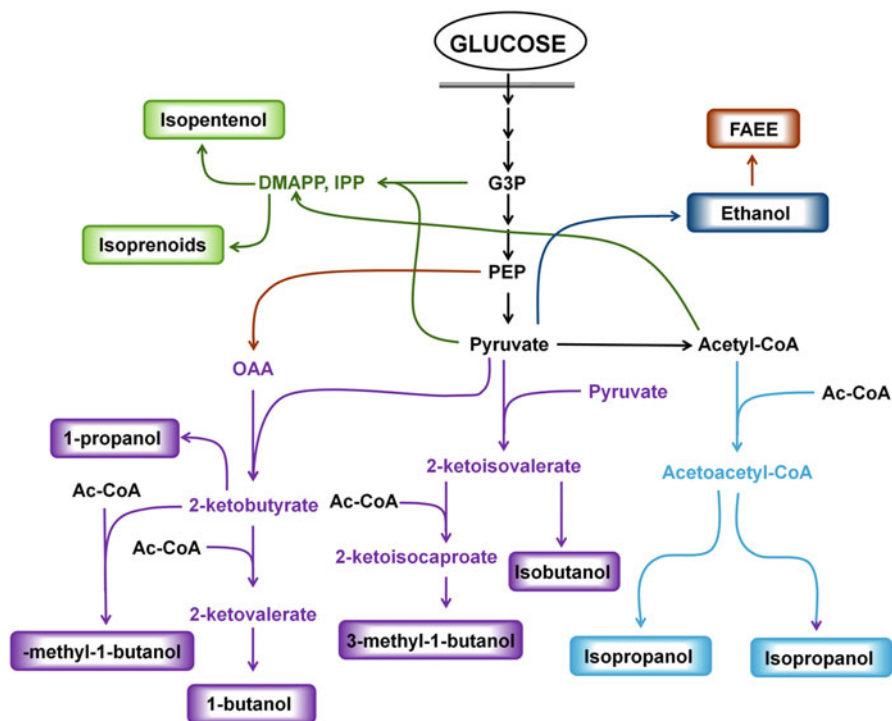 GLUCOSE
Isopentenol
FAEE
DMAPP, IPP
G3P
Ethanol
Isoprenoids
PEP
Pyruvate
Acetyl-CoA
OAA
Pyruvate
Ac-CoA
1-propanol
2-ketoisovalerate
Acetoacetyl-CoA
Ac-CoA
2-ketobutyrate
Ac-CoA
Ac-CoA
2-ketoisocaproate
Isobutanol
2-ketovalerate
-methyl-1-butanol
3-methyl-1-butanol
Isopropanol
Isopropanol
1-butanol